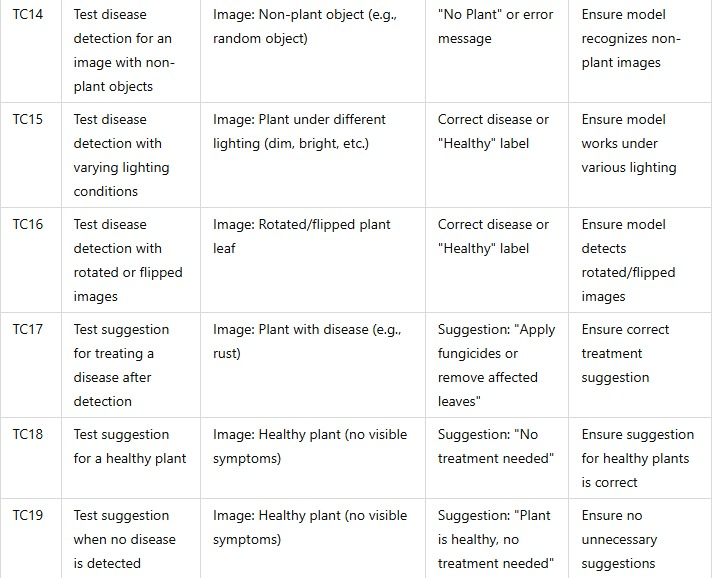 TC14
Test disease
detection for an
image with non-
plant objects
Image: Non-plant object (e.g.,
random object)
"No Plant" or error
message
Ensure model
recognizes non-
plant images
TC15
Test disease
detection with
varying lighting
conditions
Image: Plant under different
lighting (dim, bright, etc.)
Correct disease or
"Healthy" label
Ensure model
works under
various lighting
TC16
Test disease
detection with
rotated or flipped
images
Image: Rotated/flipped plant
leaf
Correct disease or
"Healthy" label
Ensure model
detects
rotated/flipped
images
TC17
Test suggestion
for treating a
disease after
detection
Image: Plant with disease (e.g.,
rust)
Suggestion: "Apply
fungicides or
remove affected
leaves"
Ensure correct
treatment
suggestion
TC18
Test suggestion
for a healthy plant
Image: Healthy plant (no visible
symptoms)
Suggestion: "No
treatment needed"
Ensure suggestion
for healthy plants
is correct
TC19
Test suggestion
when no disease
is detected
Image: Healthy plant (no visible
symptoms)
Suggestion: "Plant
is healthy, no
treatment needed"
Ensure no
unnecessary
suggestions